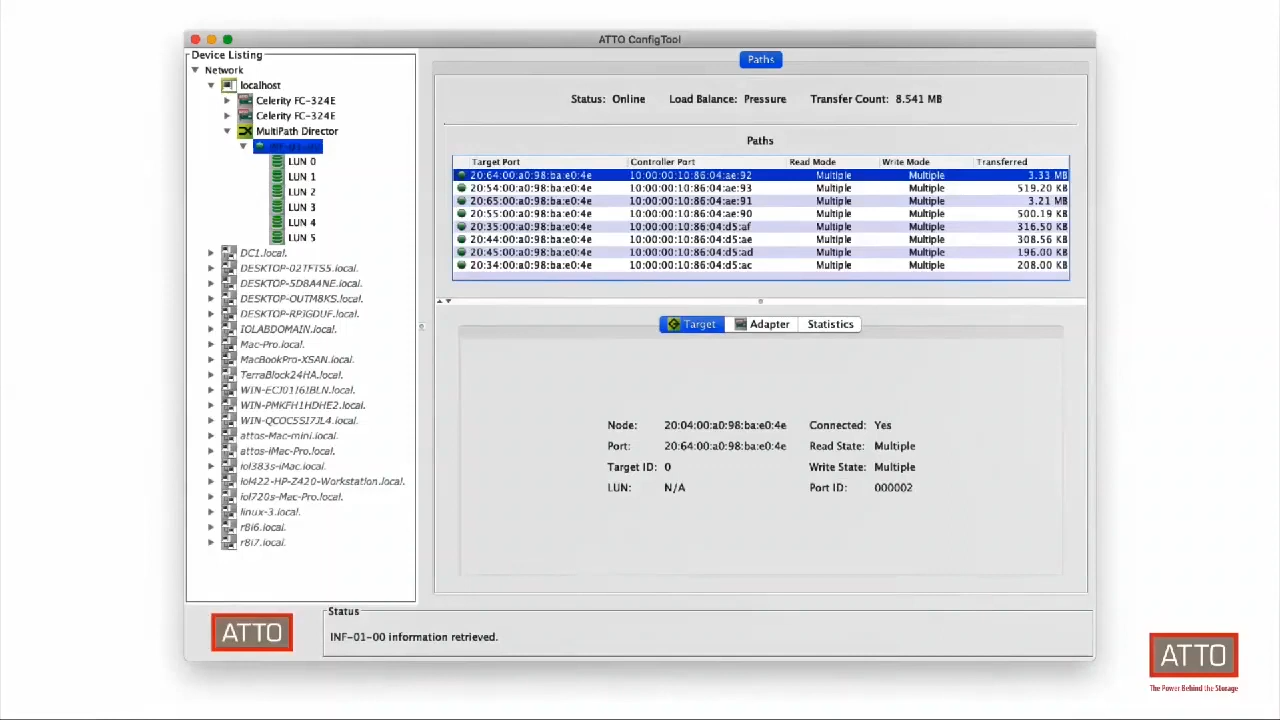 ATTO ConfigTool
Device Listing
Network
localhost
Celerity FC-324E
Celerity FC-324E
MultiPath Director
INF-01-00
LUN 0
LUN 1
LUN 2
LUN 3
LUN 4
LUN 5
DC1.local.
DESKTOP-02TFTS5.local.
DESKTOP-5D8A4NE.local.
DESKTOP-OUTM8KS.local.
DESKTOP-RPIGDUF.local.
IOLABDOMAIN.local.
Mac-Pro.local.
MacBookPro-XSAN.local.
TerraBlock24HA.local.
WIN-PMKFH1HDHE2.local.
WIN-QCOC5SI7JL4.local.
attos-Mac-mini.local.
attos-iMac-Pro.local.
iol383s-iMac.local.
iol422-HP-Z420-Workstation.local.
iol720s-Mac-Pro.local.
linux-3.local.
r8i6.local.
r8i7.local.
Paths
Status: Online Load Balance: Pressure Transfer Count: 8.541 MB
Paths
Target Port Controller Port Read Mode Write Mode Transferred
20:64:00:a0:98:ba:e0:4e 10:00:00:10:86:04:ae:92 Multiple Multiple 3.33 MB
20:54:00:a0:98:ba:e0:4e 10:00:00:10:86:04:ae:93 Multiple Multiple 519.20 KB
20:65:00:a0:98:ba:e0:4e 10:00:00:10:86:04:ae:91 Multiple Multiple 3.21 MB
20:55:00:a0:98:ba:e0:4e 10:00:00:10:86:04:ae:90 Multiple Multiple 500.19 KB
20:35:00:a0:98:ba:e0:4e 10:00:00:10:86:04:d5:af Multiple Multiple 316.50 KB
20:44:00:a0:98:ba:e0:4e 10:00:00:10:86:04:d5:ae Multiple Multiple 308.56 KB
20:45:00:a0:98:ba:e0:4e 10:00:00:10:86:04:d5:ad Multiple Multiple 196.00 KB
20:34:00:a0:98:ba:e0:4e 10:00:00:10:86:04:d5:ac Multiple Multiple 208.00 KB
Target Adapter Statistics
Node: 20:04:00:a0:98:ba:e0:4e Connected: Yes
Port: 20:64:00:a0:98:ba:e0:4e Read State: Multiple
Target ID: 0 Write State: Multiple
LUN: N/A Port ID: 000002
ATTO
Status
INF-01-00 information retrieved.
ATTO
The Power Behind the Storage